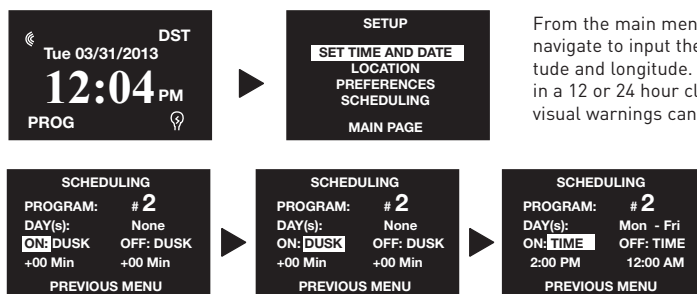 DST
Tue 03/31/2013
12:04 PM
PROG
SETUP
SET TIME AND DATE
LOCATION
PREFERENCES
SCHEDULING
MAIN PAGE
From the main men
navigate to input the
tude and longitude.
in a 12 or 24 hour cl
visual warnings can
SCHEDULING
PROGRAM: # 2
DAY(s): None
ON: DUSK OFF: DUSK
+00 Min +00 Min
PREVIOUS MENU
SCHEDULING
PROGRAM: # 2
DAY(s): None
ON: DUSK OFF: DUSK
+00 Min +00 Min
PREVIOUS MENU
SCHEDULING
PROGRAM: # 2
DAY(s): Mon - Fri
ON: TIME OFF: TIME
2:00 PM 12:00 AM
PREVIOUS MENU